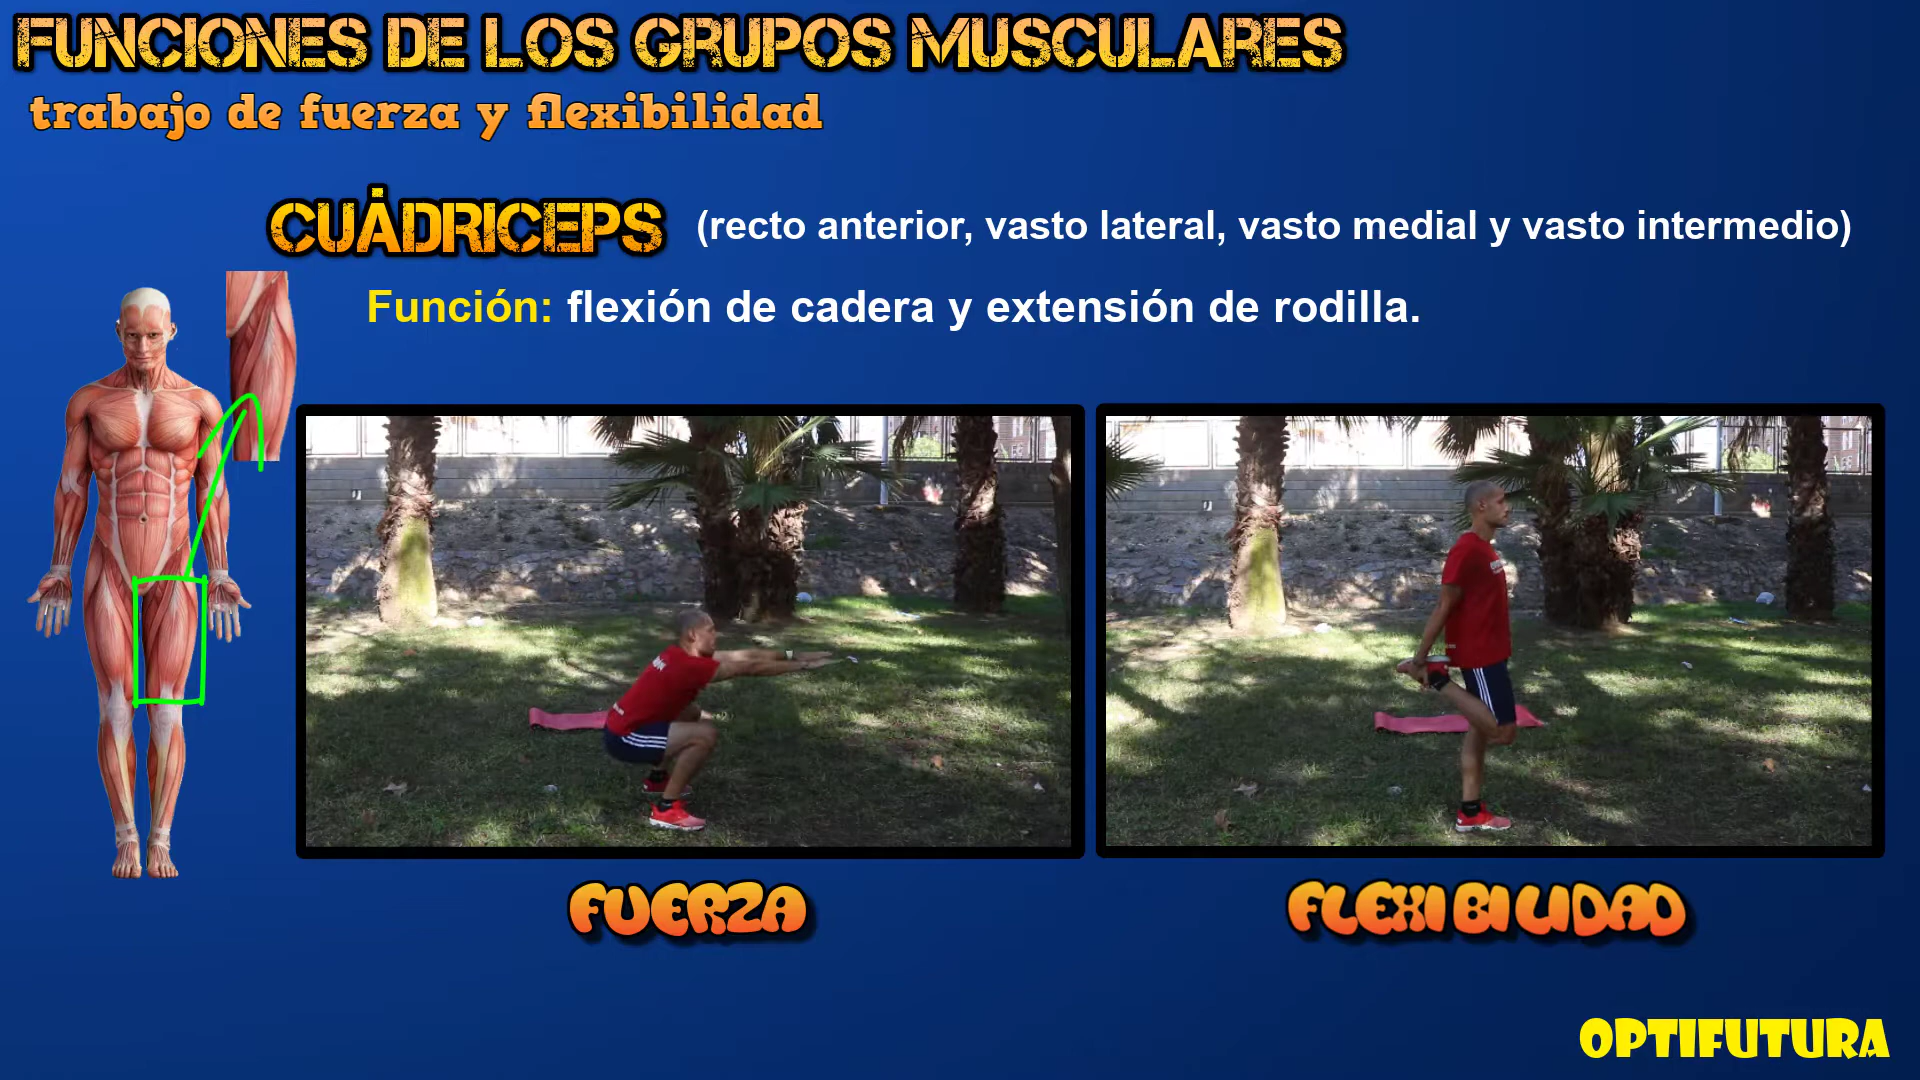 FUNCIONES DE LOS GRUPOS MUSCULARES
trabajo de fuerza y flexibilidad
CUÁDRICEPS (recto anterior, vasto lateral, vasto medial y vasto intermedio)
Función: flexión de cadera y extensión de rodilla.
FUERZA FLEXIBILIDAD
OPTIFUTURA